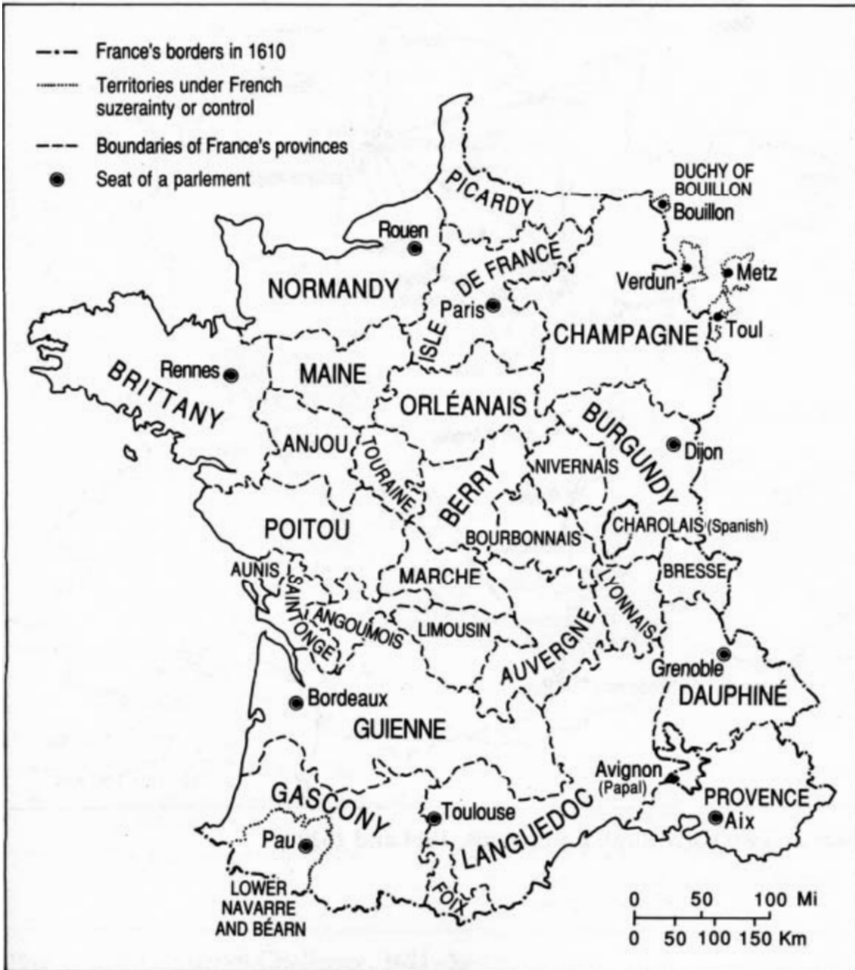 France's borders in 1610
Territories under French
suzerainty or control
Boundaries of France's provinces
Seat of a parlement
PICARDY
DUCHY OF
BOUILLON
Bouillon
Rouen
ISLE DE FRANCE
Verdun
Metz
NORMANDY
Paris
Toul
CHAMPAGNE
Rennes
BRITTANY
MAINE
ORLÉANAIS
BURGUNDY
Dijon
ANJOU
TOURAINE
BERRY
NIVERNAIS
POITOU
BOURBONNAIS
CHAROLAIS (Spanish)
AUNIS
SAINTONGE
MARCHE
LYONNAIS
BRESSE
ANGOUMOIS
LIMOUSIN
AUVERGNE
Grenoble
DAUPHINÉ
Bordeaux
GUIENNE
Avignon
(Papal)
GASCONY
Toulouse
LANGUEDOC
PROVENCE
Aix
Pau
FOIX
LOWER
NAVARRE
AND BÉARN
0 50 100 Mi
0 50 100 150 Km